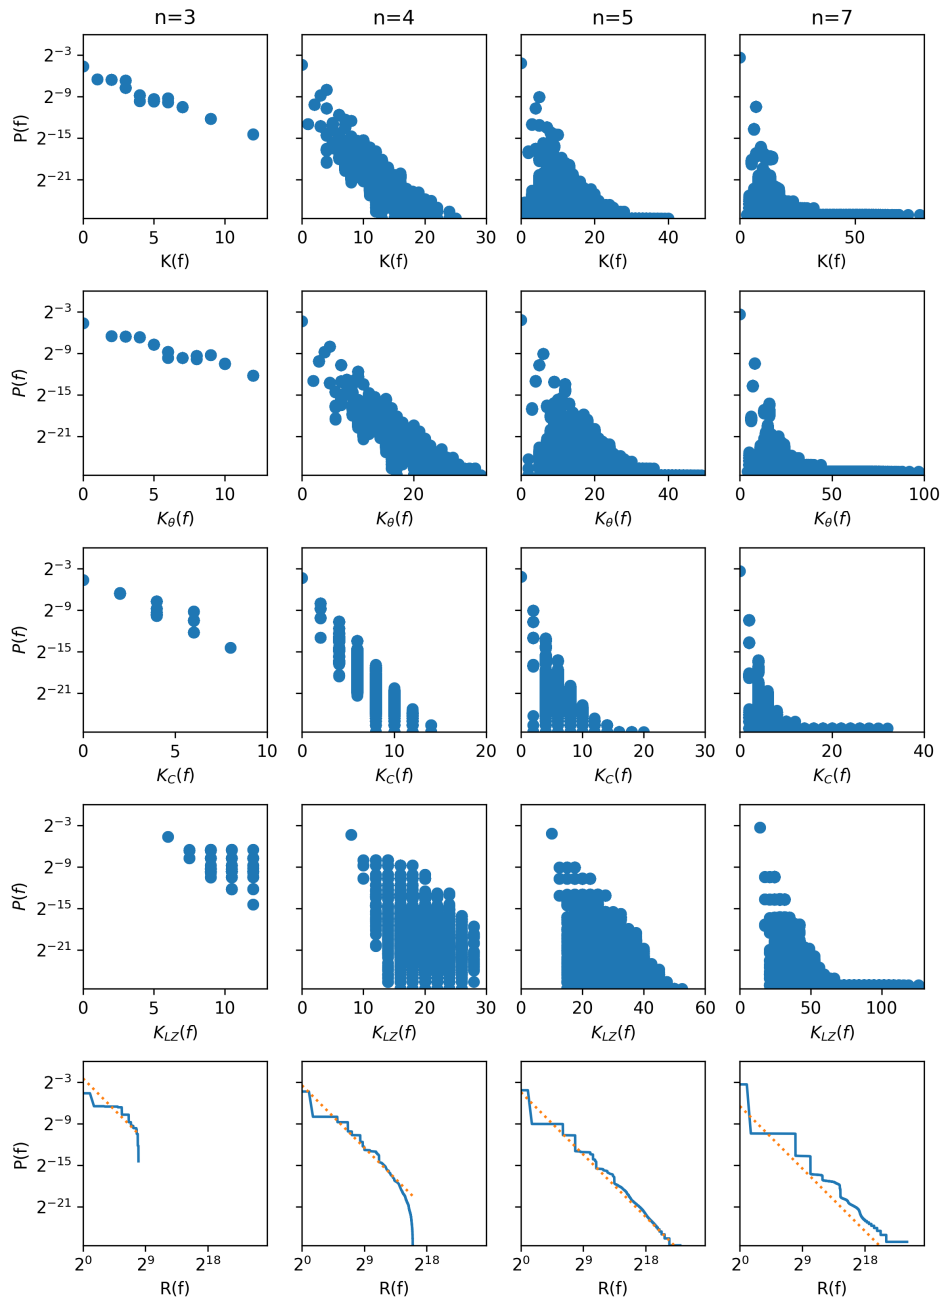 n=3 n=4 n=5 n=7
P(f)
2^-3
2^-9
2^-15
2^-21
0 5 10 0 10 20 30 0 20 40 0 50
K(f) K(f) K(f) K(f)
P(f)
2^-3
2^-9
2^-15
2^-21
0 5 10 0 20 0 20 40 0 50 100
K_θ(f) K_θ(f) K_θ(f) K_θ(f)
P(f)
2^-3
2^-9
2^-15
2^-21
0 5 10 0 10 20 0 10 20 30 0 20 40
K_C(f) K_C(f) K_C(f) K_C(f)
P(f)
2^-3
2^-9
2^-15
2^-21
0 5 10 0 10 20 30 0 20 40 60 0 50 100
K_LZ(f) K_LZ(f) K_LZ(f) K_LZ(f)
P(f)
2^-3
2^-9
2^-15
2^-21
2^0 2^9 2^18 2^0 2^9 2^18 2^0 2^9 2^18 2^0 2^9 2^18
R(f) R(f) R(f) R(f)